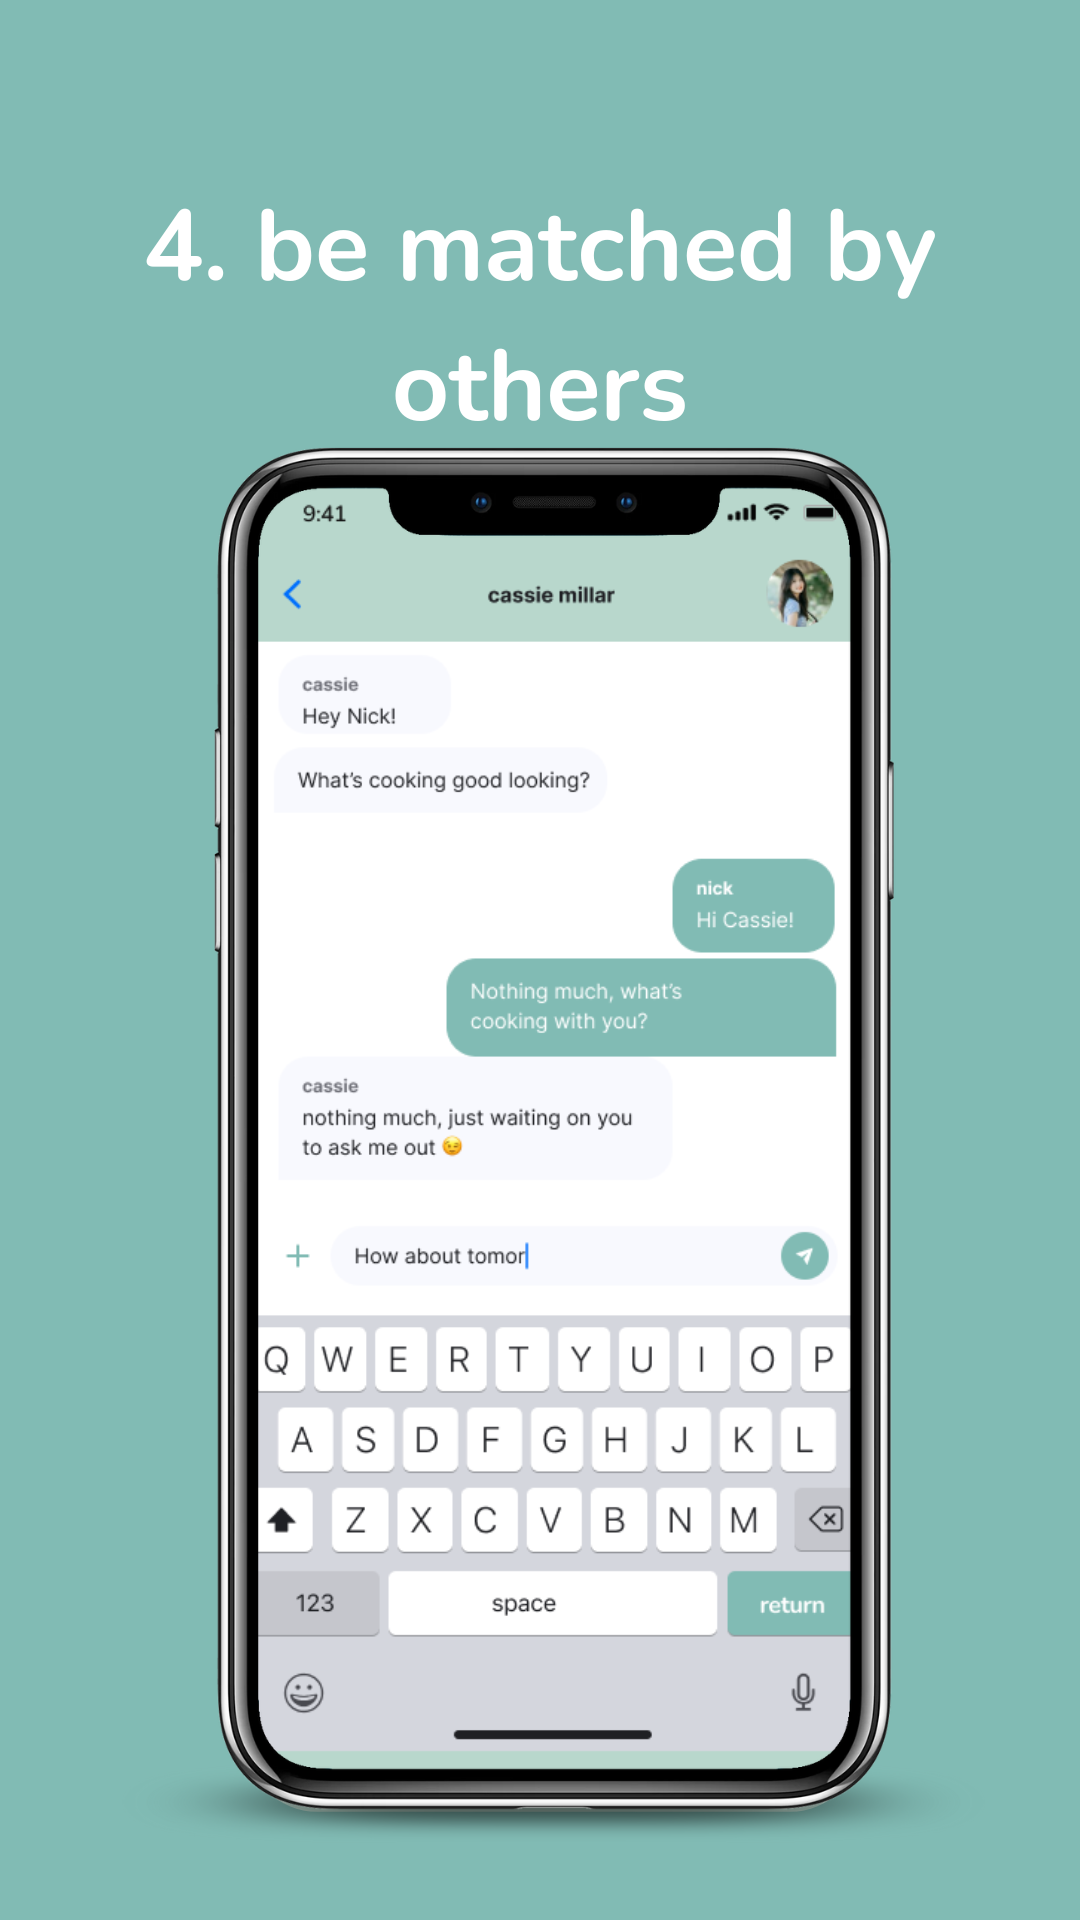 4. be matched by
others
9:41
cassie millar
cassie
Hey Nick!
What's cooking good looking?
nick
Hi Cassie!
Nothing much, what's
cooking with you?
cassie
nothing much, just waiting on you
to ask me out 😉
How about tomor
Q W E R T Y U I O P
A S D F G H J K L
Z X C V B N M
123 space return